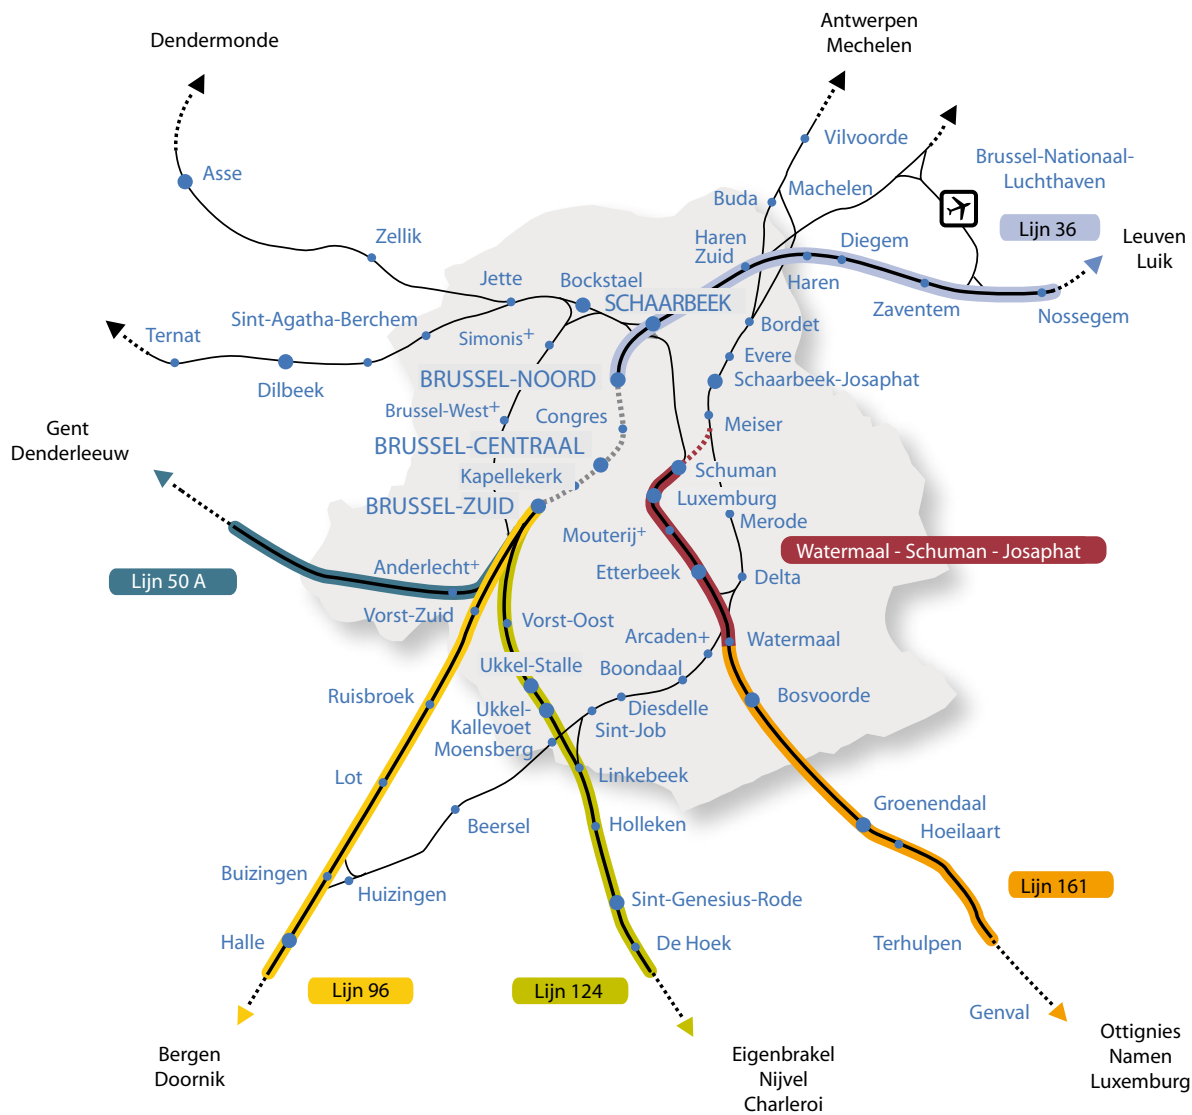 Dendermonde
Antwerpen
Mechelen
Vilvoorde
Brussel-Nationaal-
Luchthaven
Asse
Machelen
Buda
Lijn 36
Zellik
Haren
Zuid
Diegem
Leuven
Luik
Jette
Bockstael
Haren
SCHAARBEEK
Zaventem
Nossegem
Sint-Agatha-Berchem
Ternat
Simonis+
Bordet
Evere
Dilbeek
BRUSSEL-NOORD
Schaarbeek-Josaphat
Brussel-West+
Congres
Meiser
Gent
Denderleeuw
BRUSSEL-CENTRAAL
Kapellekerk
Schuman
BRUSSEL-ZUID
Luxemburg
Merode
Mouterij+
Watermaal - Schuman - Josaphat
Anderlecht+
Etterbeek
Delta
Lijn 50 A
Vorst-Zuid
Vorst-Oost
Arcaden+
Watermaal
Ukkel-Stalle
Boondaal
Ruisbroek
Bosvoorde
Ukkel-
Kallevoet
Diesdelle
Sint-Job
Moensberg
Lot
Linkebeek
Groenendaal
Beersel
Holleken
Hoeilaart
Buizingen
Huizingen
Lijn 161
Sint-Genesius-Rode
Halle
De Hoek
Terhulpen
Lijn 96
Lijn 124
Genval
Bergen
Doornik
Eigenbrakel
Nijvel
Charleroi
Ottignies
Namen
Luxemburg